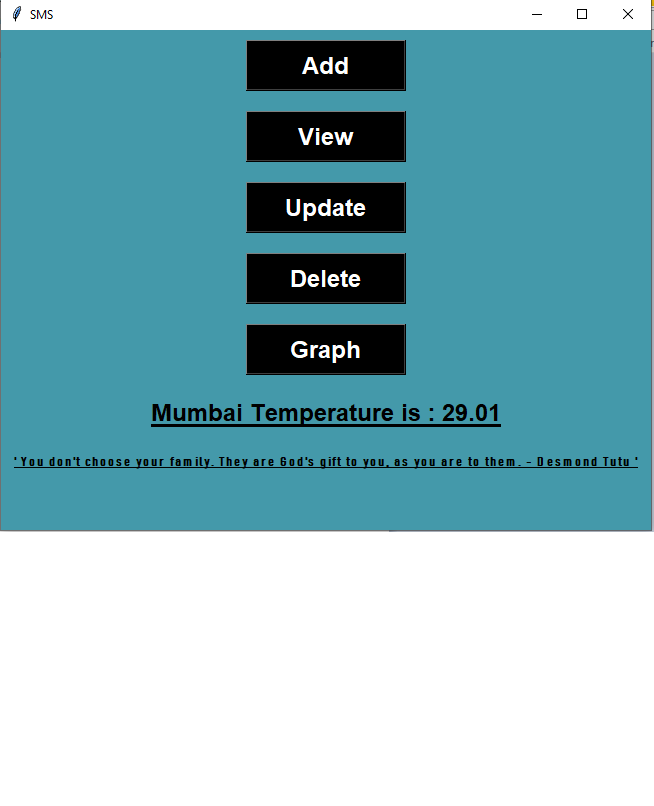 SMS
Add
View
Update
Delete
Graph
Mumbai Temperature is : 29.01
' You don't choose your family. They are God's gift to you, as you are to them. - Desmond Tutu '